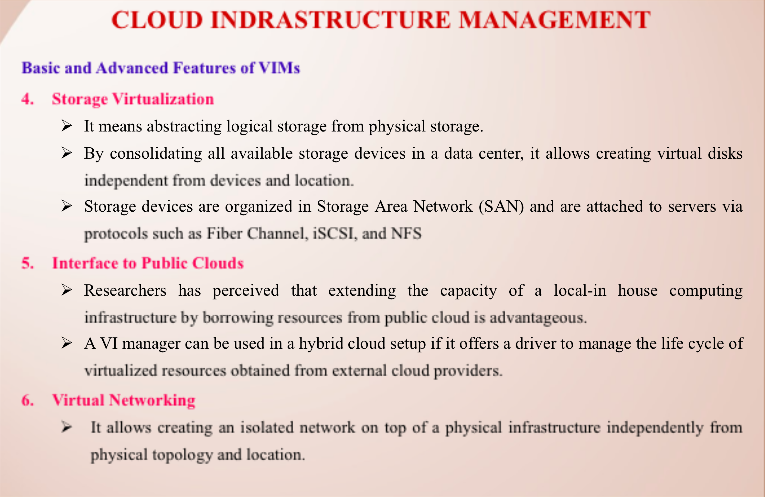 CLOUD INDRASTRUCTURE MANAGEMENT
Basic and Advanced Features of VIMs
4. Storage Virtualization
➢ It means abstracting logical storage from physical storage.
➢ By consolidating all available storage devices in a data center, it allows creating virtual disks
independent from devices and location.
➢ Storage devices are organized in Storage Area Network (SAN) and are attached to servers via
protocols such as Fiber Channel, iSCSI, and NFS
5. Interface to Public Clouds
➢ Researchers has perceived that extending the capacity of a local-in house computing
infrastructure by borrowing resources from public cloud is advantageous.
➢ A VI manager can be used in a hybrid cloud setup if it offers a driver to manage the life cycle of
virtualized resources obtained from external cloud providers.
6. Virtual Networking
➢ It allows creating an isolated network on top of a physical infrastructure independently from
physical topology and location.